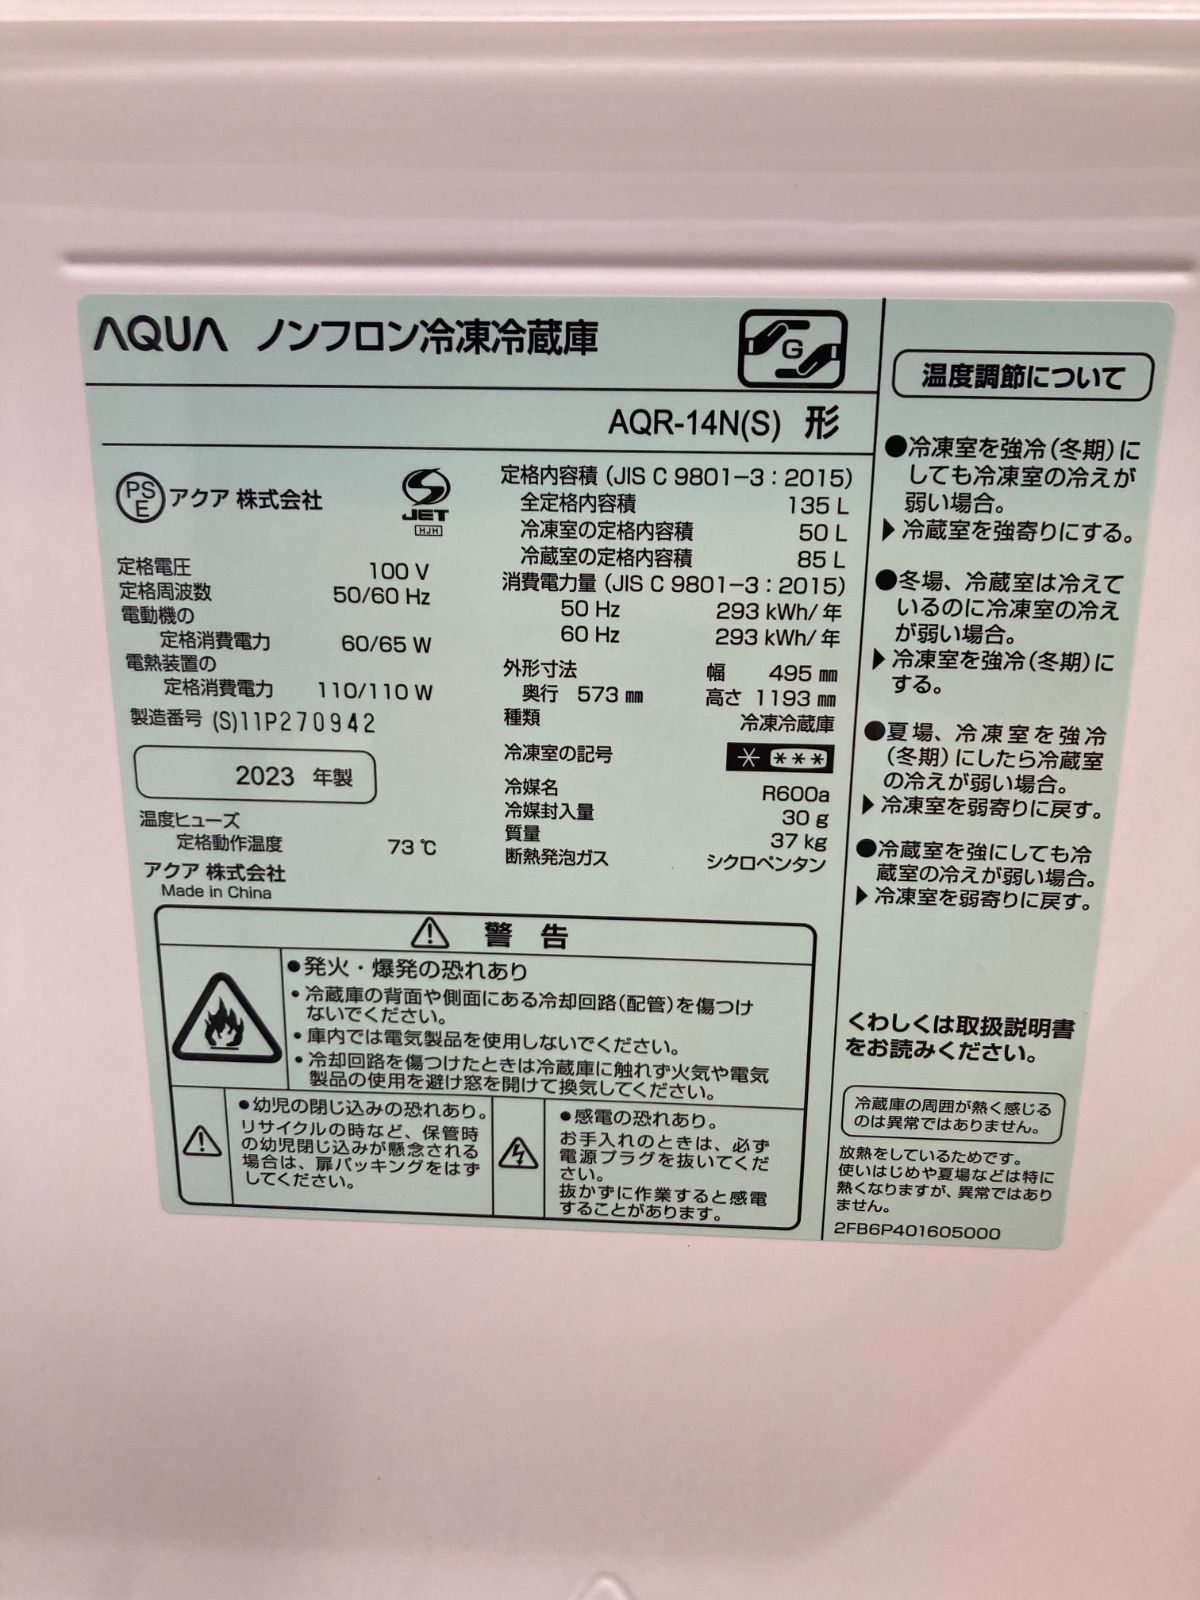 AQUA ノンフロン冷凍冷蔵庫
G
AQR-14N(S) 形
PS
E
アクア 株式会社
JET
HJH
定格電圧 100 V
定格周波数 50/60 Hz
電動機の
定格消費電力 60/65 W
電熱装置の
定格消費電力 110/110 W
製造番号 (S)11P270942
2023 年製
温度ヒューズ
定格動作温度 73 ℃
アクア 株式会社
Made in China
定格内容積 (JIS C 9801-3：2015)
全定格内容積 135 L
冷凍室の定格内容積 50 L
冷蔵室の定格内容積 85 L
消費電力量 (JIS C 9801-3：2015)
50 Hz 293 kWh/年
60 Hz 293 kWh/年
外形寸法 幅 495 ㎜
奥行 573 ㎜ 高さ 1193 ㎜
種類 冷凍冷蔵庫
冷凍室の記号 * ***
冷媒名 R600a
冷媒封入量 30 g
質量 37 kg
断熱発泡ガス シクロペンタン
警告
●発火・爆発の恐れあり
・冷蔵庫の背面や側面にある冷却回路(配管)を傷つけ
ないでください。
・庫内では電気製品を使用しないでください。
・冷却回路を傷つけたときは冷蔵庫に触れず火気や電気
製品の使用を避け窓を開けて換気してください。
●幼児の閉じ込みの恐れあり。
リサイクルの時など、保管時
の幼児閉じ込みが懸念される
場合は、扉パッキングをはず
してください。
●感電の恐れあり。
お手入れのときは、必ず
電源プラグを抜いてくだ
さい。
抜かずに作業すると感電
することがあります。
温度調節について
●冷凍室を強冷(冬期)に
しても冷凍室の冷えが
弱い場合。
▶冷蔵室を強寄りにする。
●冬場、冷蔵室は冷えて
いるのに冷凍室の冷え
が弱い場合。
▶冷凍室を強冷(冬期)に
する。
●夏場、冷凍室を強冷
(冬期)にしたら冷蔵室
の冷えが弱い場合。
▶冷凍室を弱寄りに戻す。
●冷蔵室を強にしても冷
蔵室の冷えが弱い場合。
▶冷凍室を弱寄りに戻す。
くわしくは取扱説明書
をお読みください。
冷蔵庫の周囲が熱く感じる
のは異常ではありません。
放熱をしているためです。
使いはじめや夏場などは特に
熱くなりますが、異常ではあり
ません。
2FB6P401605000